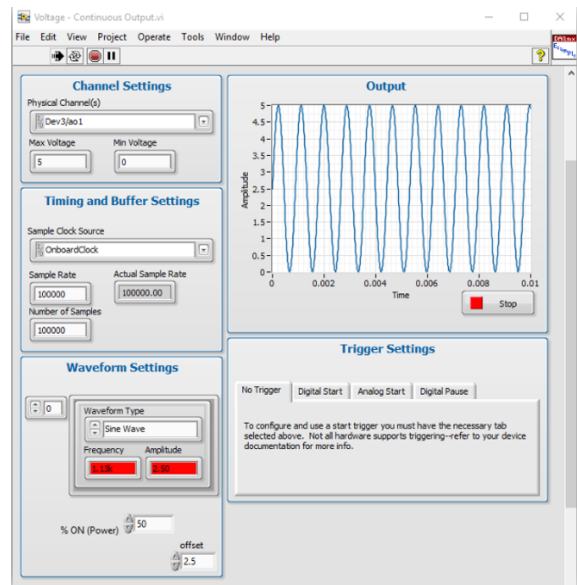 Voltage - Continuous Output.vi
File Edit View Project Operate Tools Window Help
Channel Settings
Physical Channel(s)
Dev3/ao1
Max Voltage Min Voltage
5 0
Timing and Buffer Settings
Sample Clock Source
OnboardClock
Sample Rate Actual Sample Rate
100000 100000.00
Number of Samples
100000
Waveform Settings
0
Waveform Type
Sine Wave
Frequency Amplitude
1.13k 2.50
% ON (Power) 50
offset
2.5
Output
Amplitude
5
4.5
4
3.5
3
2.5
2
1.5
1
0.5
0
0 0.002 0.004 0.006 0.008 0.01
Time
Stop
Trigger Settings
No Trigger Digital Start Analog Start Digital Pause
To configure and use a start trigger you must have the necessary tab
selected above. Not all hardware supports triggering--refer to your device
documentation for more info.